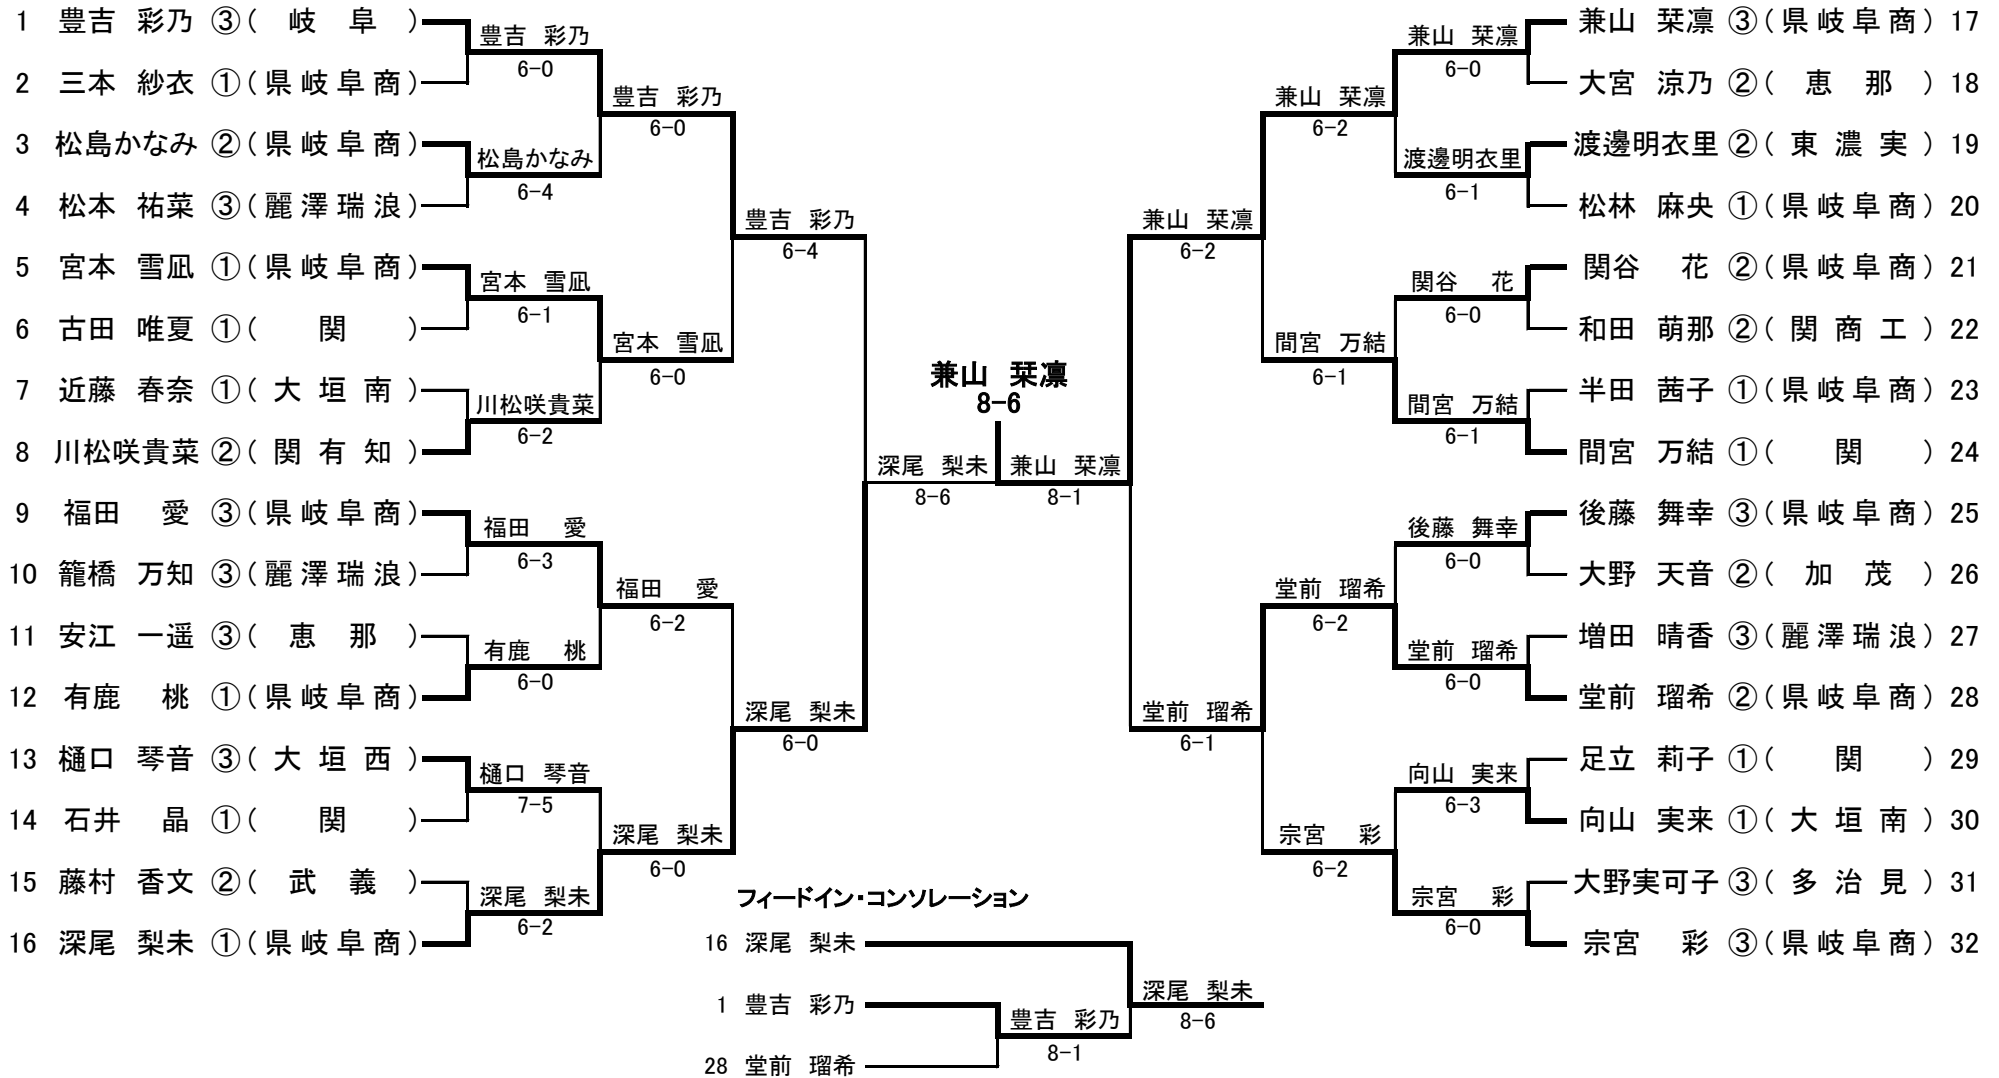 1 豊吉 彩乃 ③( 岐 阜 )
2 三本 紗衣 ①(県岐阜商)
3 松島かなみ ②(県岐阜商)
4 松本 祐菜 ③(麗澤瑞浪)
5 宮本 雪凪 ①(県岐阜商)
6 古田 唯夏 ①( 関 )
7 近藤 春奈 ①( 大 垣 南 )
8 川松咲貴菜 ②( 関 有 知 )
9 福田 愛 ③(県岐阜商)
10 籠橋 万知 ③(麗澤瑞浪)
11 安江 一遥 ③( 恵 那 )
12 有鹿 桃 ①(県岐阜商)
13 樋口 琴音 ③( 大 垣 西 )
14 石井 晶 ①( 関 )
15 藤村 香文 ②( 武 義 )
16 深尾 梨未 ①(県岐阜商)
豊吉 彩乃
6-0
松島かなみ
6-4
宮本 雪凪
6-1
川松咲貴菜
6-2
福田 愛
6-3
有鹿 桃
6-0
樋口 琴音
7-5
深尾 梨未
6-2
豊吉 彩乃
6-0
宮本 雪凪
6-0
福田 愛
6-2
深尾 梨未
6-0
豊吉 彩乃
6-4
深尾 梨未
6-0
深尾 梨未
8-6
兼山 栞凛
8-6
兼山 栞凛
8-1
兼山 栞凛
6-2
堂前 瑠希
6-1
兼山 栞凛
6-2
間宮 万結
6-1
堂前 瑠希
6-2
宗宮 彩
6-2
兼山 栞凛
6-0
渡邊明衣里
6-1
関谷 花
6-0
間宮 万結
6-1
後藤 舞幸
6-0
堂前 瑠希
6-0
向山 実来
6-3
宗宮 彩
6-0
兼山 栞凛 ③(県岐阜商) 17
大宮 涼乃 ②( 恵 那 ) 18
渡邊明衣里 ②( 東 濃 実 ) 19
松林 麻央 ①(県岐阜商) 20
関谷 花 ②(県岐阜商) 21
和田 萌那 ②( 関 商 工 ) 22
半田 茜子 ①(県岐阜商) 23
間宮 万結 ①( 関 ) 24
後藤 舞幸 ③(県岐阜商) 25
大野 天音 ②( 加 茂 ) 26
増田 晴香 ③(麗澤瑞浪) 27
堂前 瑠希 ②(県岐阜商) 28
足立 莉子 ①( 関 ) 29
向山 実来 ①( 大 垣 南 ) 30
大野実可子 ③( 多 治 見 ) 31
宗宮 彩 ③(県岐阜商) 32
フィードイン・コンソレーション
16 深尾 梨未
1 豊吉 彩乃
28 堂前 瑠希
豊吉 彩乃
8-1
深尾 梨未
8-6